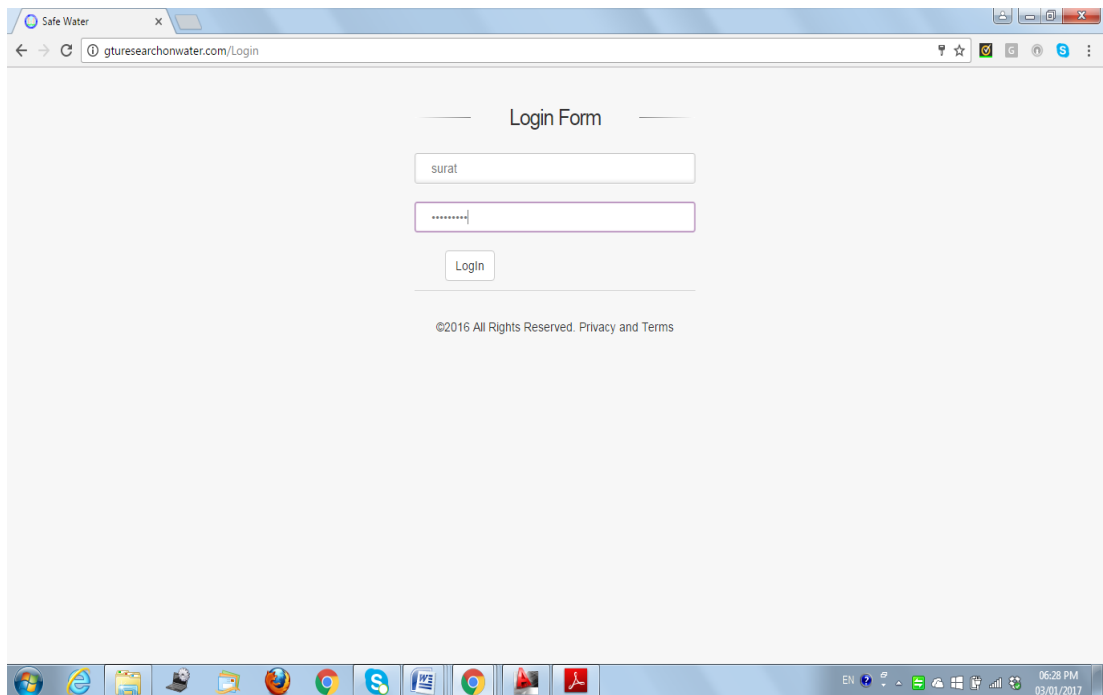 Safe Water
gturesearchonwater.com/Login
Login Form
surat
•••••••••
LogIn
©2016 All Rights Reserved. Privacy and Terms
EN
06:28 PM
03/01/2017